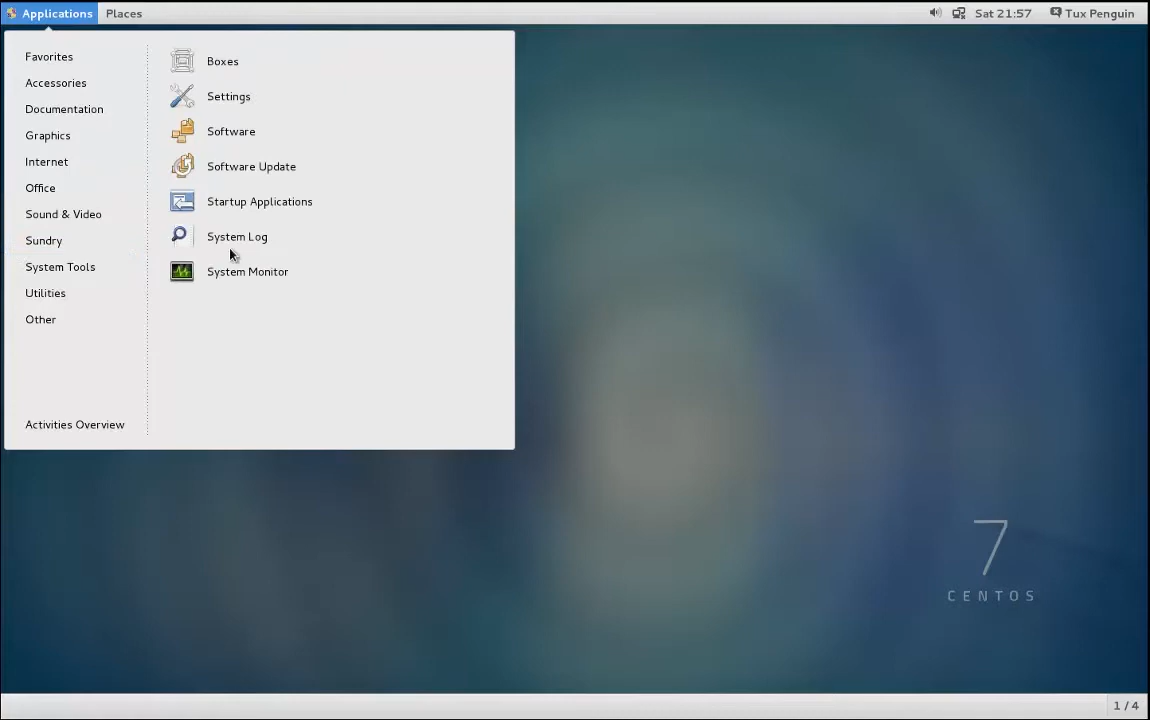 Applications Places Sat 21:57 Tux Penguin
Favorites
Accessories
Documentation
Graphics
Internet
Office
Sound & Video
Sundry
System Tools
Utilities
Other
Activities Overview
Boxes
Settings
Software
Software Update
Startup Applications
System Log
System Monitor
7
CENTOS
1 / 4